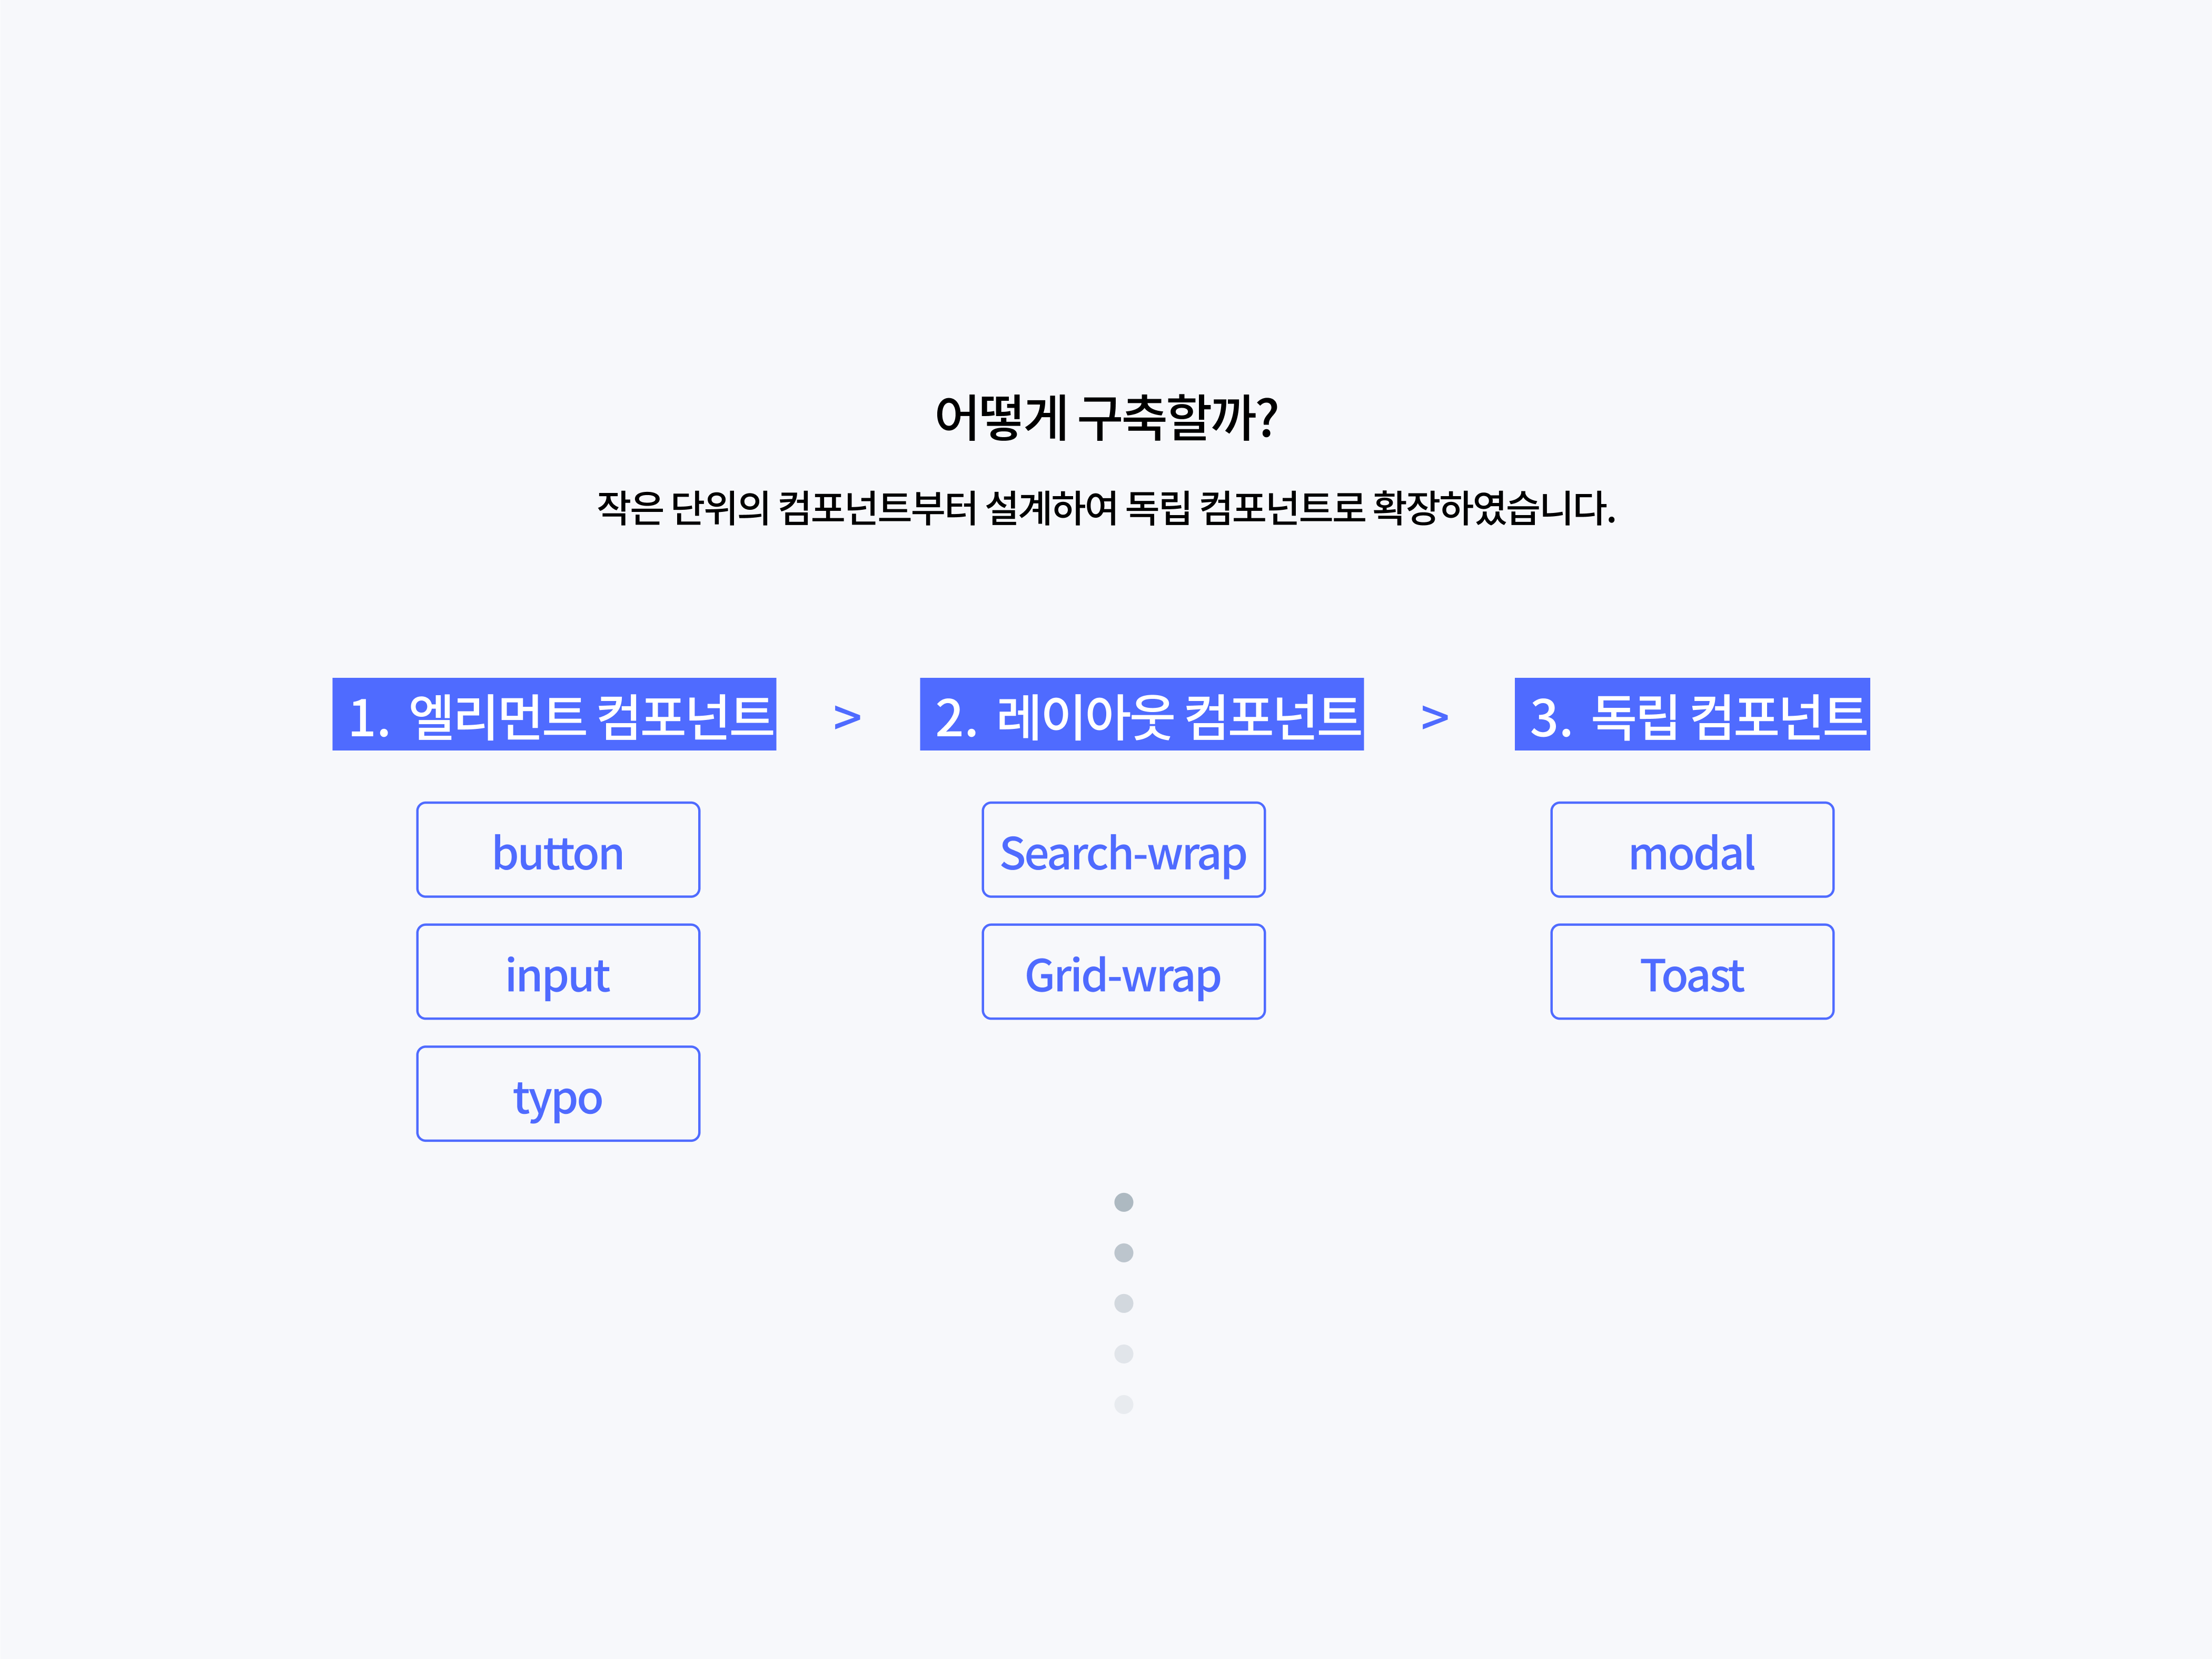 어떻게 구축할까?
작은 단위의 컴포넌트부터 설계하여 독립 컴포넌트로 확장하였습니다.
1. 엘리먼트 컴포넌트 > 2. 레이아웃 컴포넌트 > 3. 독립 컴포넌트
button Search-wrap modal
input Grid-wrap Toast
typo